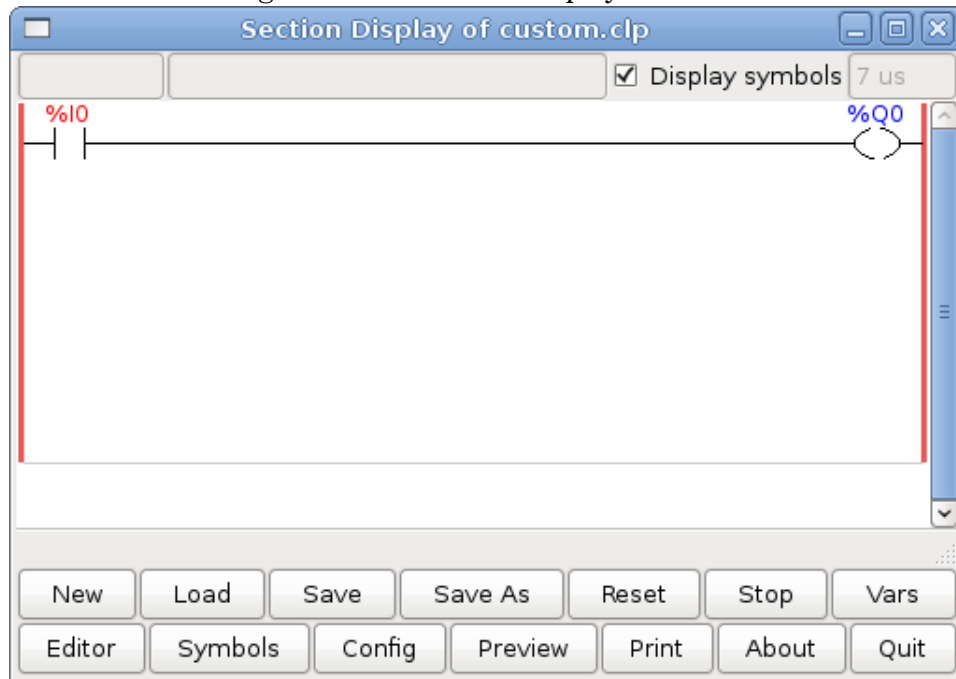 Section Display of custom.clp
Display symbols 7 us
%I0 %Q0
New Load Save Save As Reset Stop Vars
Editor Symbols Config Preview Print About Quit